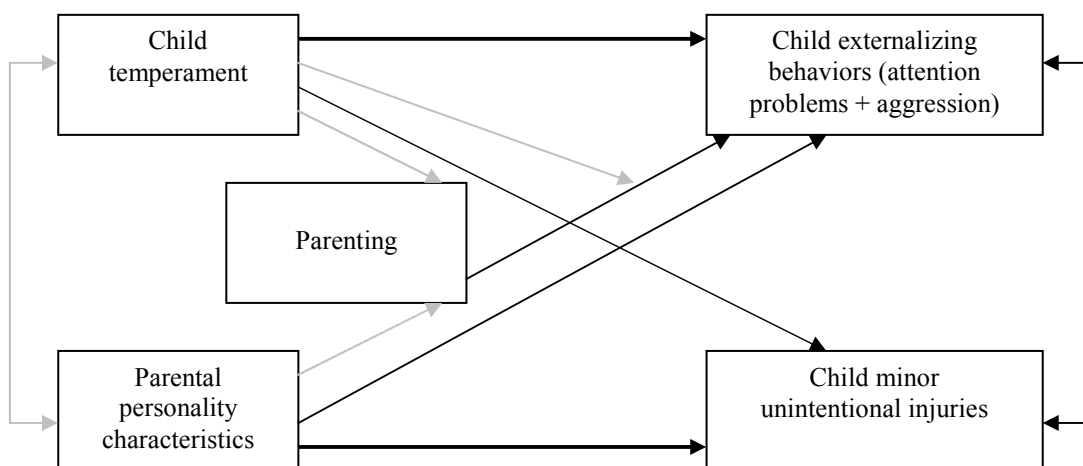 Child
temperament
Child externalizing
behaviors (attention
problems + aggression)
Parenting
Parental
personality
characteristics
Child minor
unintentional injuries